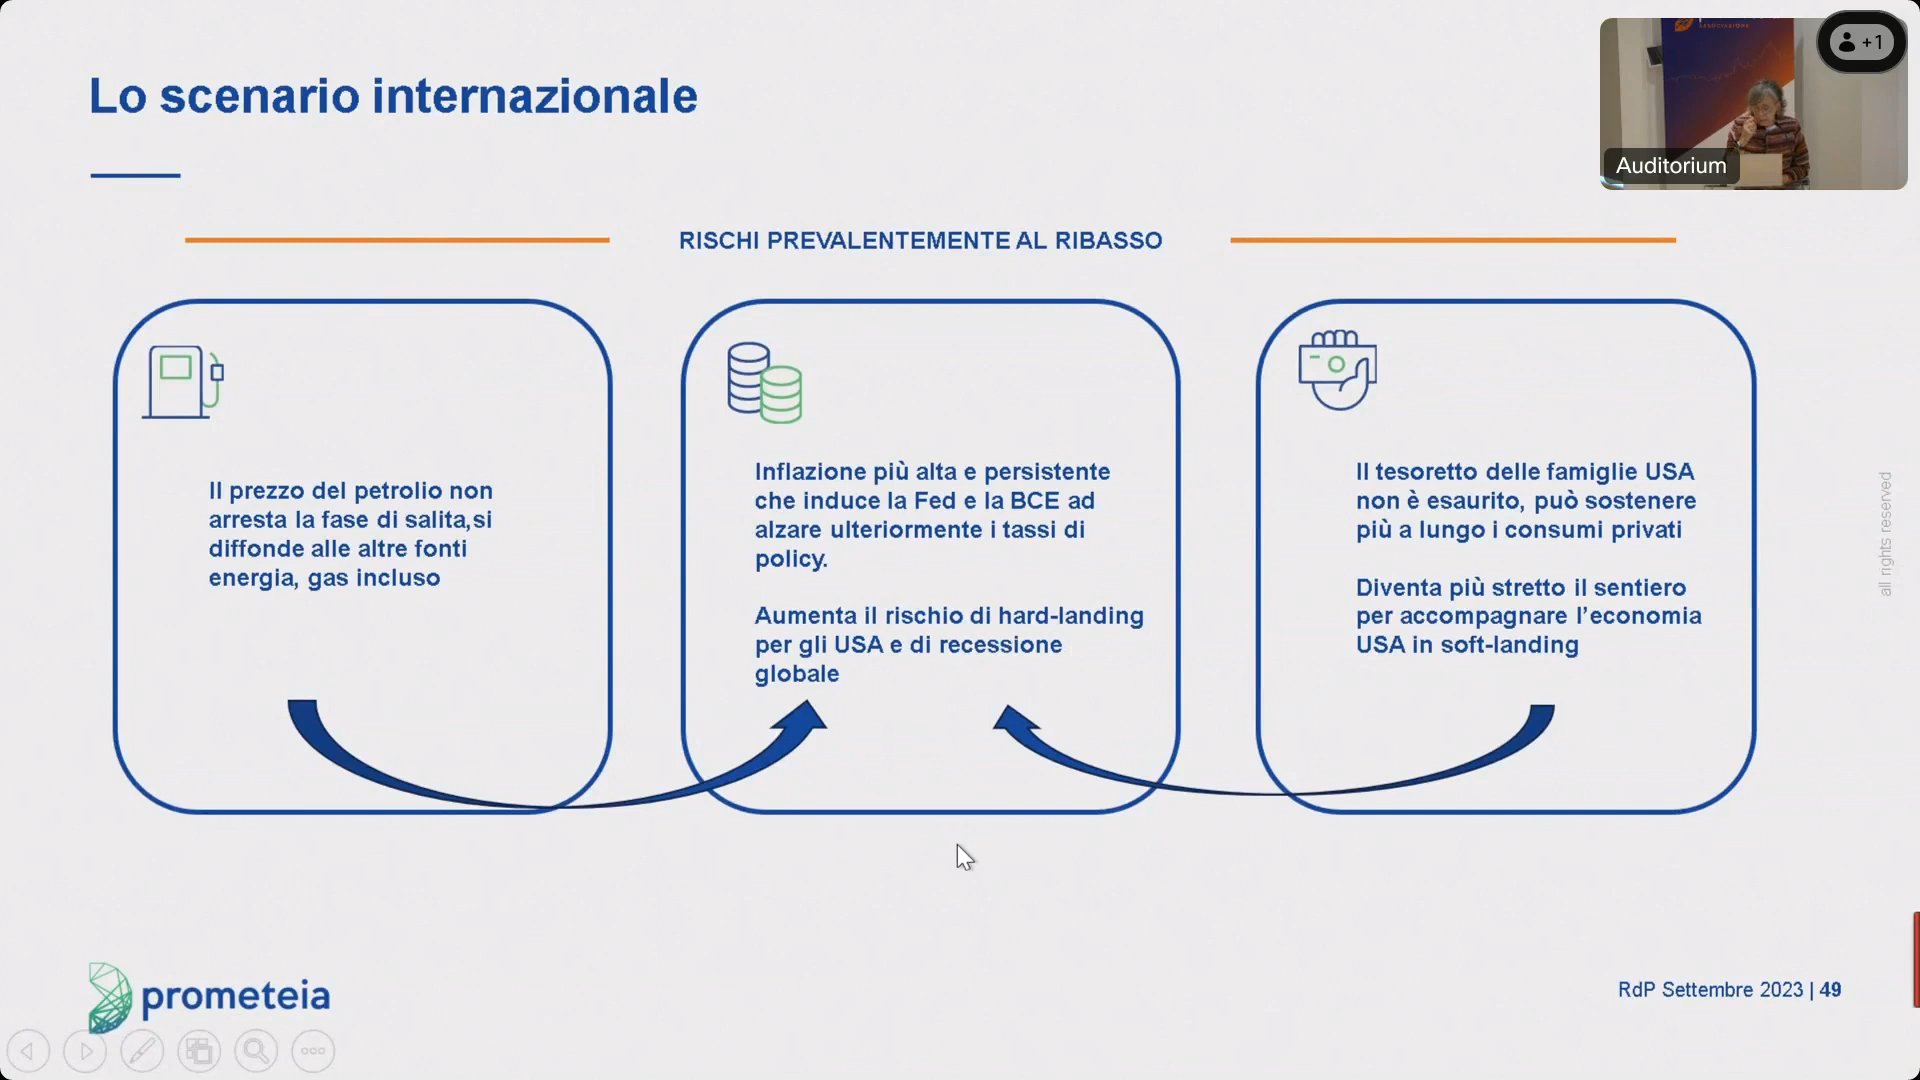 Lo scenario internazionale
+1
Auditorium
RISCHI PREVALENTEMENTE AL RIBASSO
Il prezzo del petrolio non
arresta la fase di salita,si
diffonde alle altre fonti
energia, gas incluso
Inflazione più alta e persistente
che induce la Fed e la BCE ad
alzare ulteriormente i tassi di
policy.
Aumenta il rischio di hard-landing
per gli USA e di recessione
globale
Il tesoretto delle famiglie USA
non è esaurito, può sostenere
più a lungo i consumi privati
Diventa più stretto il sentiero
per accompagnare l’economia
USA in soft-landing
all rights reserved
prometeia
RdP Settembre 2023 | 49